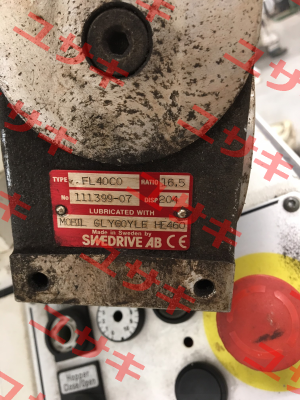 TYPE FL40C0 RATIO 16,5
No 111399-07 DISP 204
LUBRICATED WITH
MOBIL GLYGOYLE HE460
Made in Sweden by
SWEDRIVE AB CE
Hopper
Close/Open
ユサキ
ユサキ
ユサキ
ユサキ
ユサキ